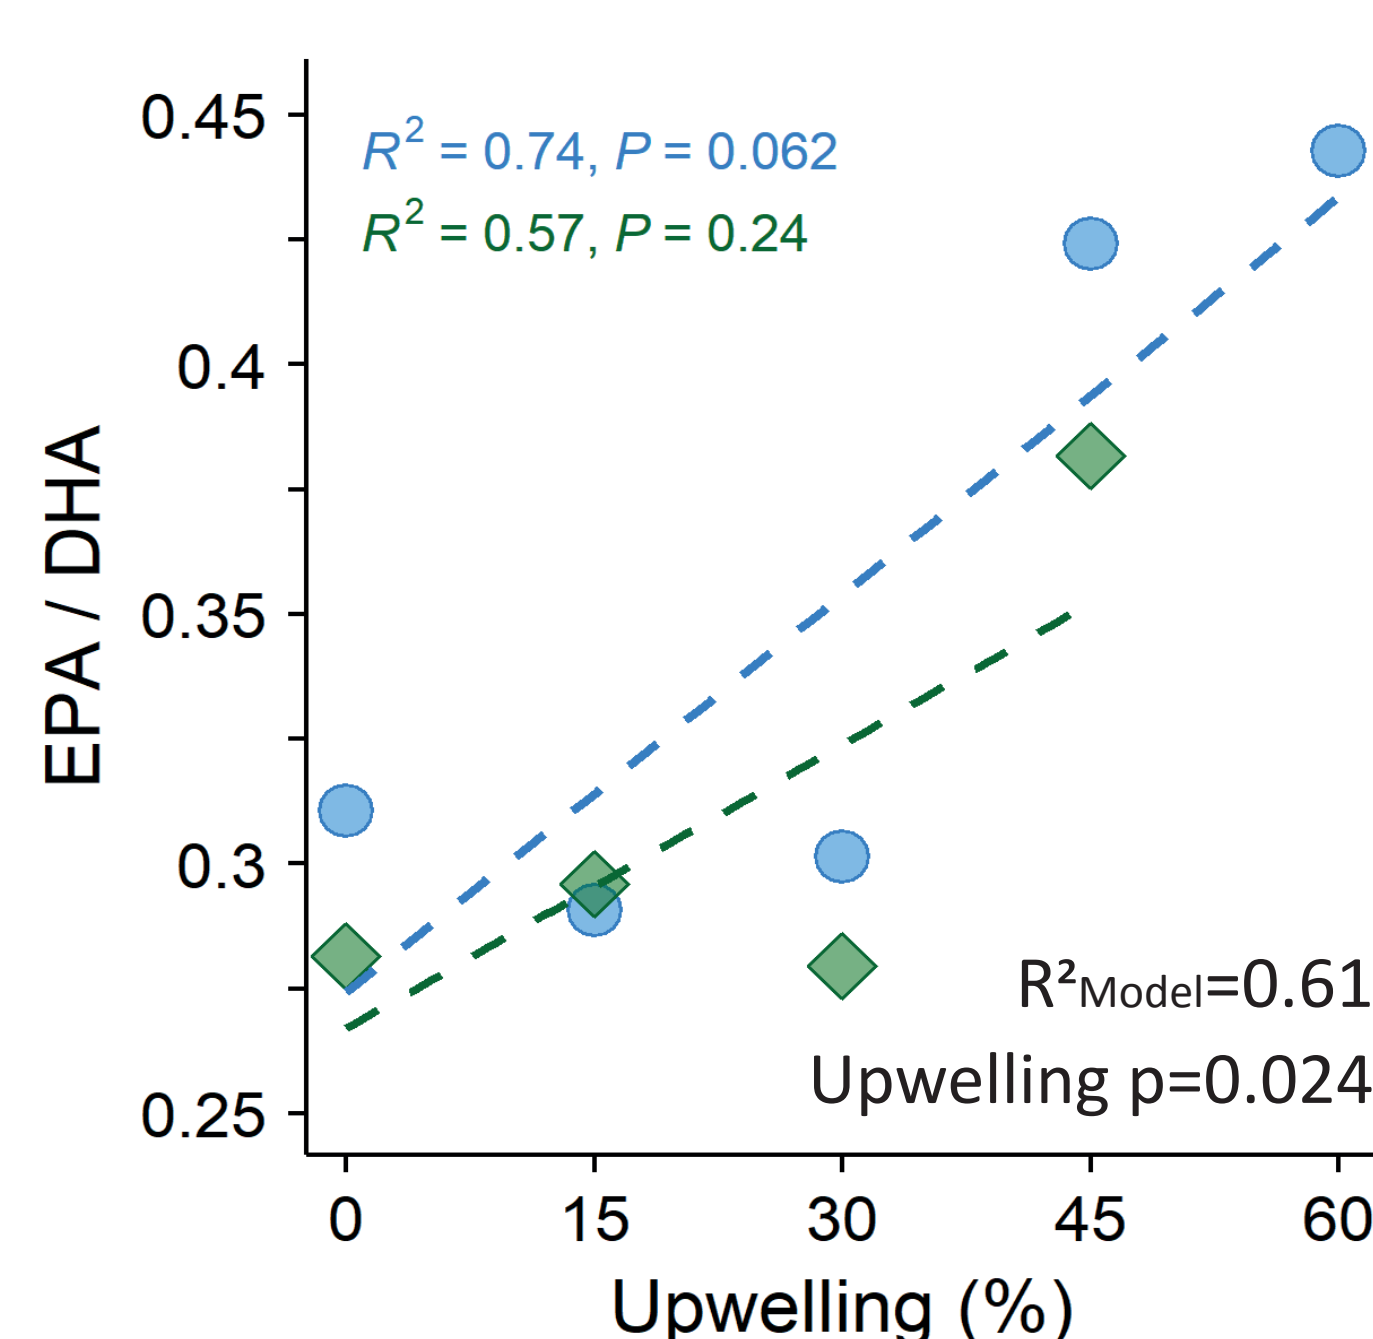 R² = 0.74, P = 0.062
R² = 0.57, P = 0.24
0.45
0.4
0.35
0.3
0.25
EPA / DHA
R²Model=0.61
Upwelling p=0.024
0 15 30 45 60
Upwelling (%)